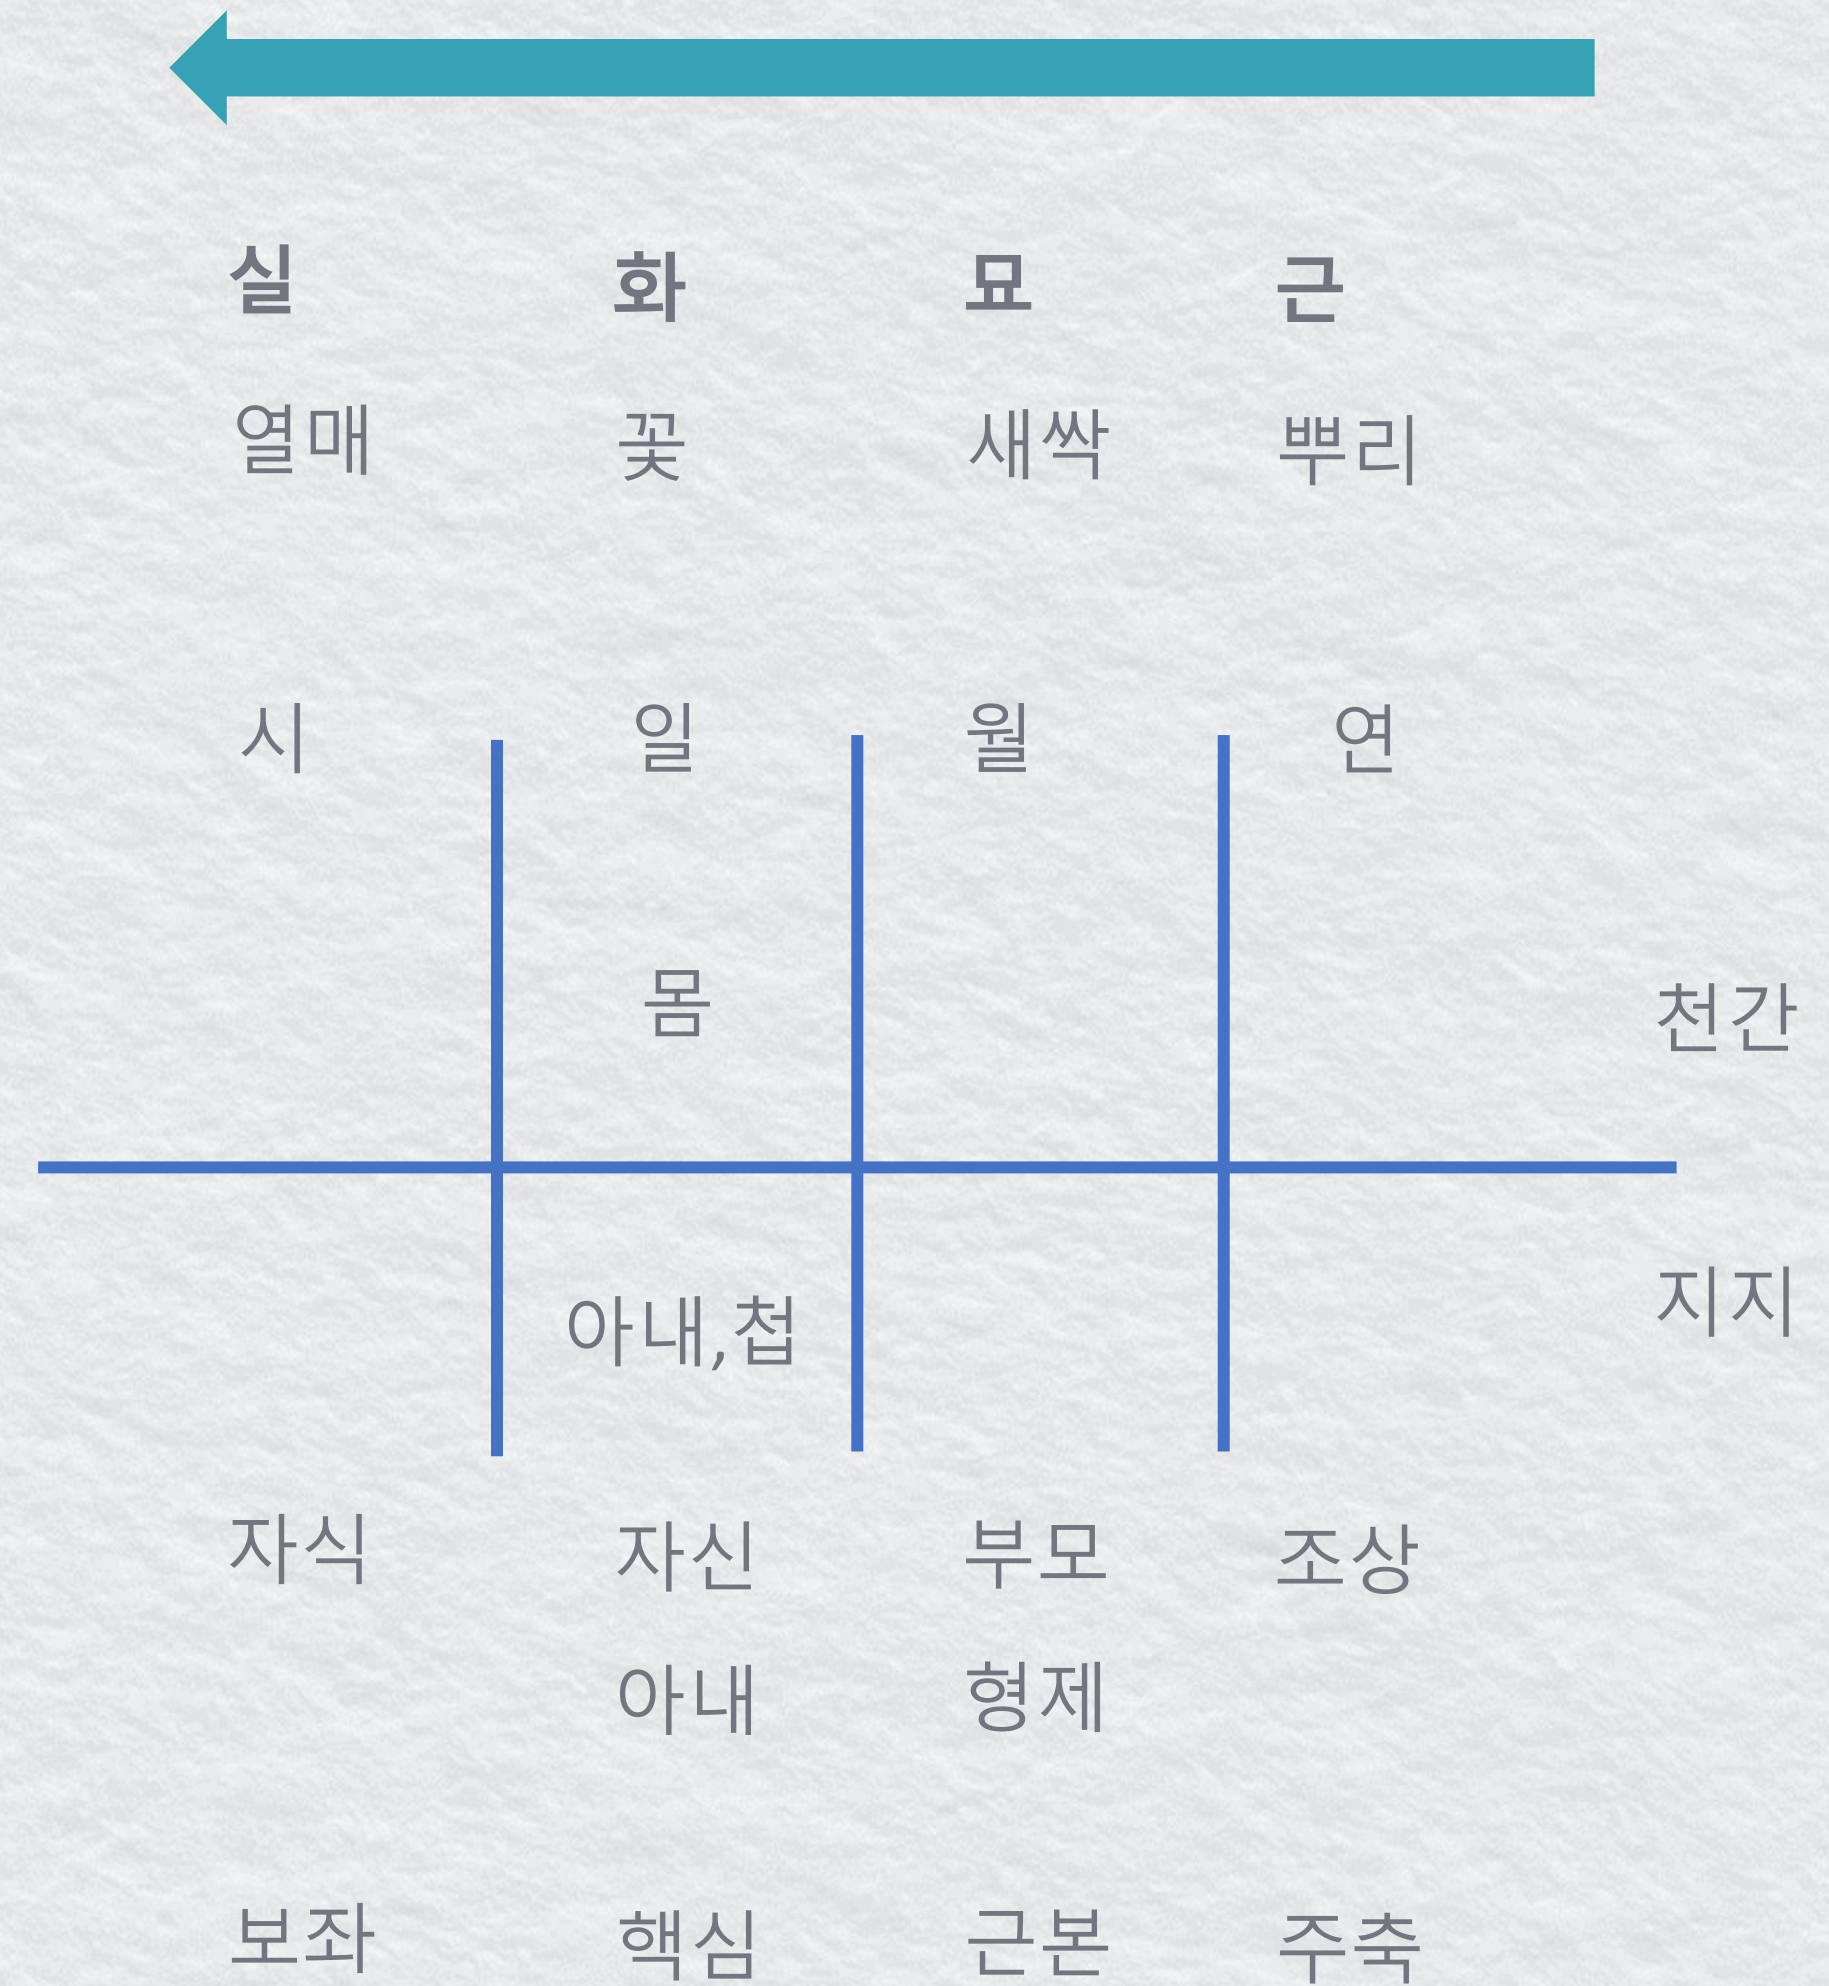 실 화 묘 근
열매 꽃 새싹 뿌리
시 일 월 연
몸 천간
아내,첩 지지
자식 자신 부모 조상
아내 형제
보좌 핵심 근본 주축